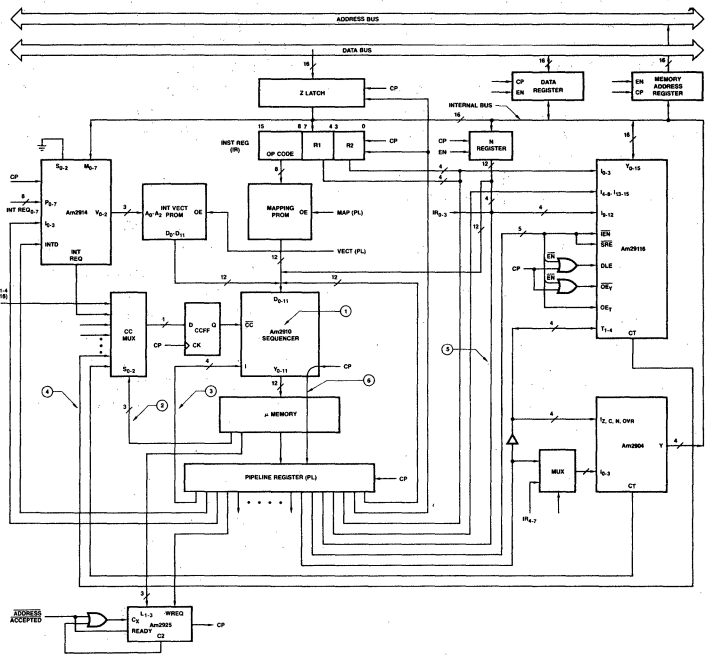 ADDRESS BUS
DATA BUS
16
16
16
Z LATCH
CP
CP
EN
DATA
REGISTER
EN
CP
MEMORY
ADDRESS
REGISTER
INTERNAL BUS
16
16
15
8
7
4
3
0
INST REG
(IR)
OP CODE
R1
R2
CP
CP
EN
N
REGISTER
12
S0-2
M0-7
CP
8
INT REQ0-7
P0-7
I0-3
INTD
Am2914
V0-2
INT
REQ
3
A0-A2
INT VECT
PROM
OE
D0-D11
8
MAPPING
PROM
OE
MAP (PL)
VECT (PL)
12
12
12
12
4
4
IR0-3
4
4
5
Y0-15
I0-3
I4-8, I13-15
I9-12
Am29116
IEN
SRE
EN
DLE
CP
EN
OEY
OET
4
T1-4
CT
1-4
16)
CC
MUX
S0-2
1
D
CCFF
Q
CP
CK
CC
D0-11
Am2910
SEQUENCER
1
I
Y0-11
4
CP
5
4
2
3
6
3
12
μ MEMORY
PIPELINE REGISTER (PL)
CP
4
IZ, C, N, OVR
Am2904
Y
4
I0-3
CT
MUX
IR4-7
3
ADDRESS
ACCEPTED
L1-3
WREQ
CX
Am2925
READY
C2
CP